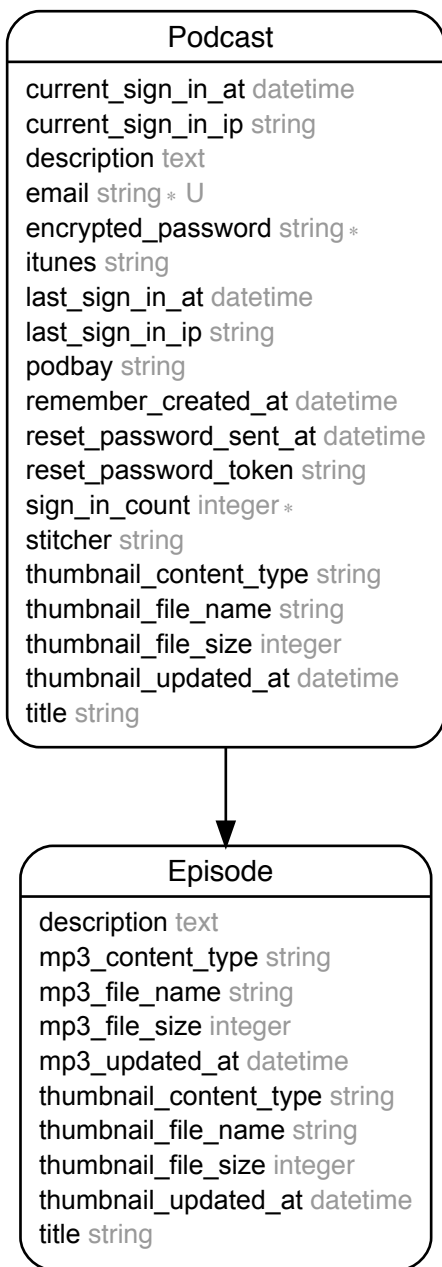 Podcast
current_sign_in_at datetime
current_sign_in_ip string
description text
email string * U
encrypted_password string *
itunes string
last_sign_in_at datetime
last_sign_in_ip string
podbay string
remember_created_at datetime
reset_password_sent_at datetime
reset_password_token string
sign_in_count integer *
stitcher string
thumbnail_content_type string
thumbnail_file_name string
thumbnail_file_size integer
thumbnail_updated_at datetime
title string
Episode
description text
mp3_content_type string
mp3_file_name string
mp3_file_size integer
mp3_updated_at datetime
thumbnail_content_type string
thumbnail_file_name string
thumbnail_file_size integer
thumbnail_updated_at datetime
title string